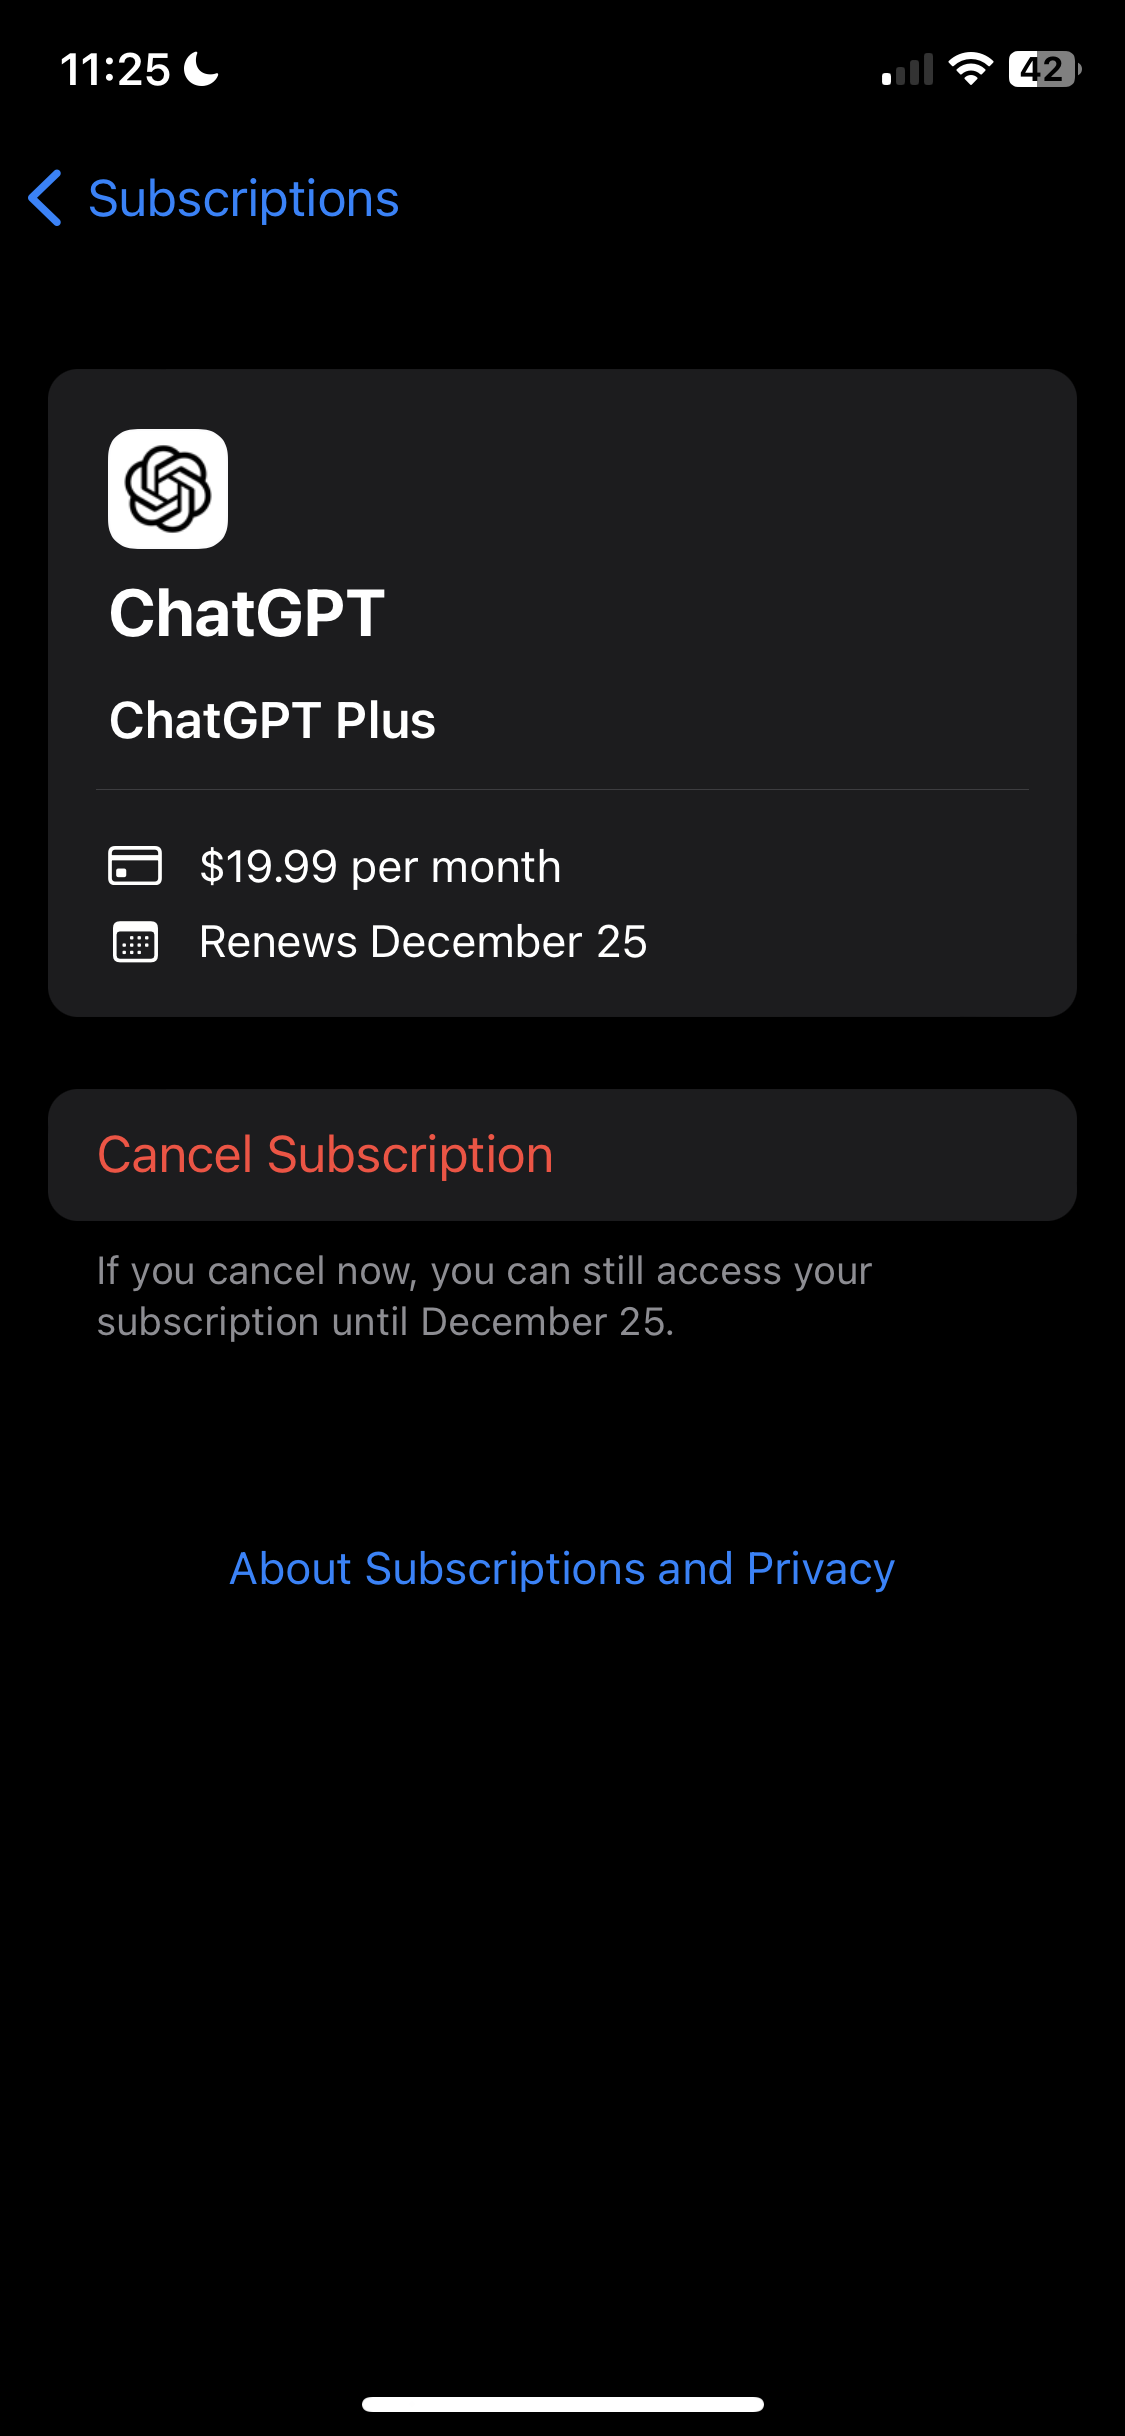 11:25
42
Subscriptions
ChatGPT
ChatGPT Plus
$19.99 per month
Renews December 25
Cancel Subscription
If you cancel now, you can still access your
subscription until December 25.
About Subscriptions and Privacy